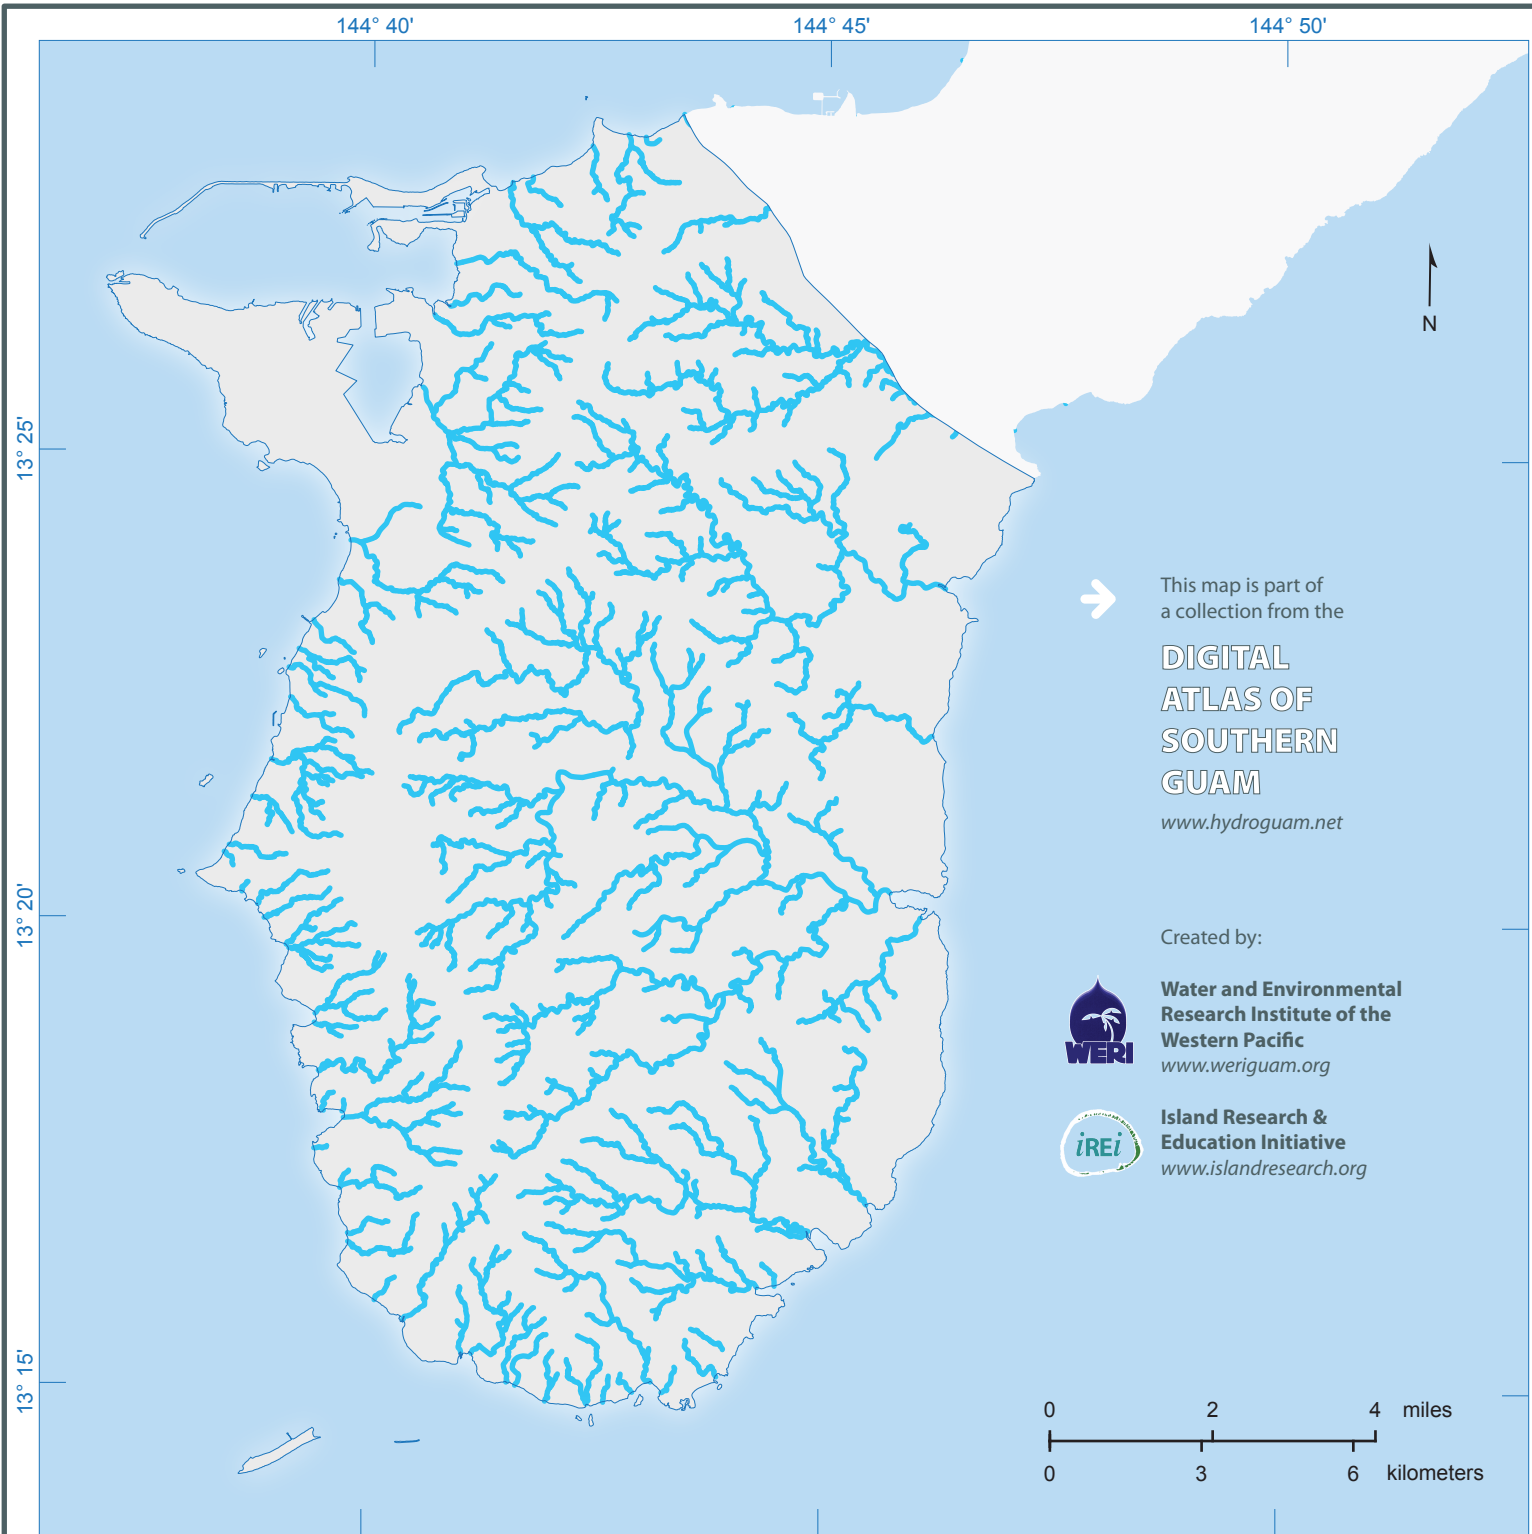 144° 40'
144° 45'
144° 50'
N
13° 25'
This map is part of
a collection from the
DIGITAL
ATLAS OF
SOUTHERN
GUAM
www.hydroguam.net
13° 20'
Created by:
Water and Environmental
Research Institute of the
Western Pacific
www.weriguam.org
WERI
Island Research &
Education Initiative
www.islandresearch.org
iREi
13° 15'
0 2 4 miles
0 3 6 kilometers